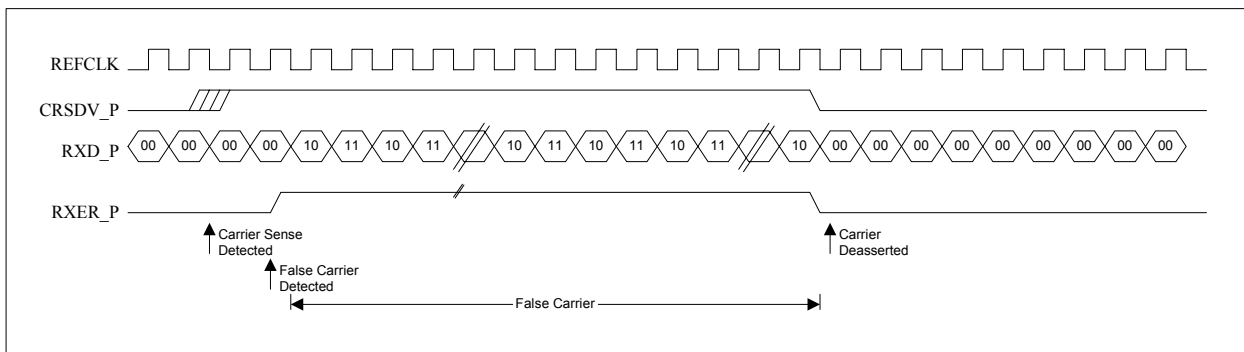 REFCLK
CRSDV_P
RXD_P 00 00 00 00 10 11 10 11 10 11 10 11 10 11 10 00 00 00 00 00 00 00 00 00
RXER_P
Carrier Sense
Detected
Carrier
Deasserted
False Carrier
Detected
False Carrier